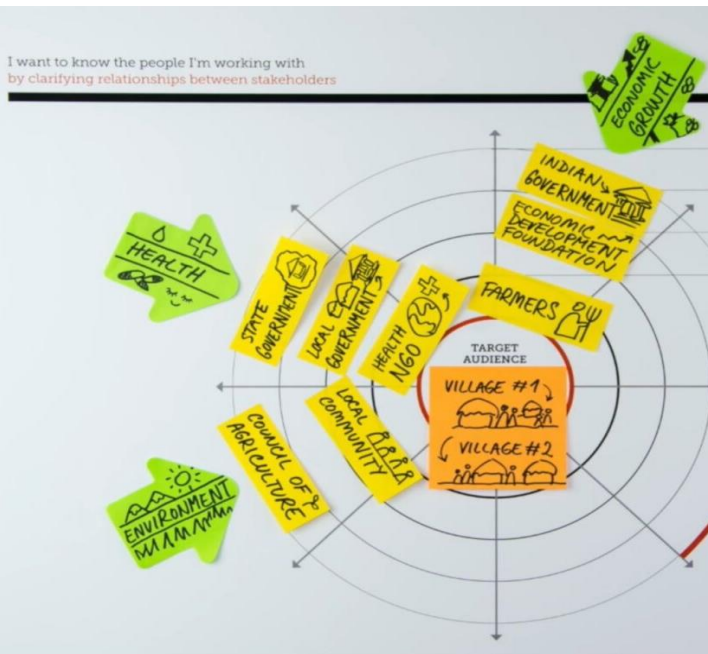 I want to know the people I'm working with
by clarifying relationships between stakeholders
ECONOMIC
GROWTH
INDIAN
GOVERNMENT
ECONOMIC
DEVELOPMENT
FOUNDATION
HEALTH
STATE
GOVERNMENT
LOCAL
GOVERNMENT
HEALTH
NGO
FARMERS
TARGET
AUDIENCE
VILLAGE #1
VILLAGE #2
LOCAL
COMMUNITY
COUNCIL OF
AGRICULTURE
ENVIRONMENT